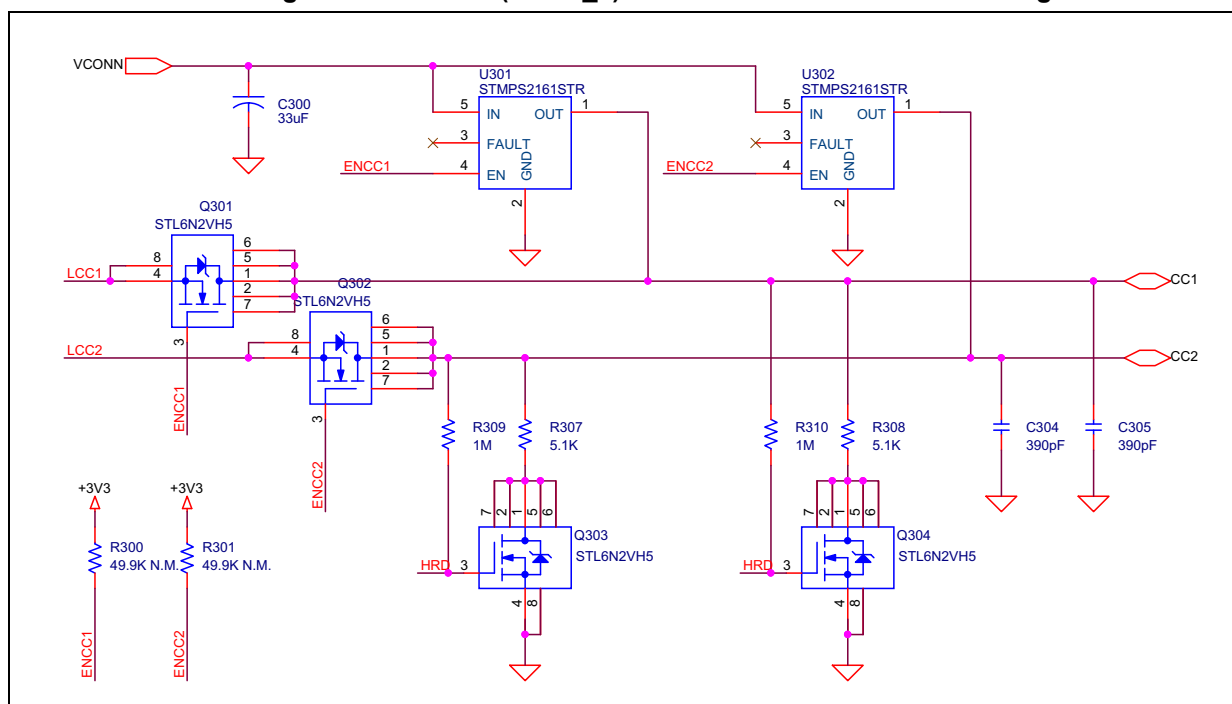 VCONN
C300
33uF
U301
STMPS2161STR
5
IN
OUT
1
3
FAULT
ENCC1
4
EN
GND
2
U302
STMPS2161STR
5
IN
OUT
1
3
FAULT
ENCC2
4
EN
GND
2
Q301
STL6N2VH5
LCC1
8
4
6
5
1
2
7
3
ENCC1
CC1
Q302
STL6N2VH5
LCC2
8
4
6
5
1
2
7
3
ENCC2
CC2
R309
1M
R307
5.1K
R310
1M
R308
5.1K
C304
390pF
C305
390pF
+3V3
R300
49.9K N.M.
ENCC1
+3V3
R301
49.9K N.M.
ENCC2
7
2
1
5
6
Q303
STL6N2VH5
HRD
3
4
8
7
2
1
5
6
Q304
STL6N2VH5
HRD
3
4
8